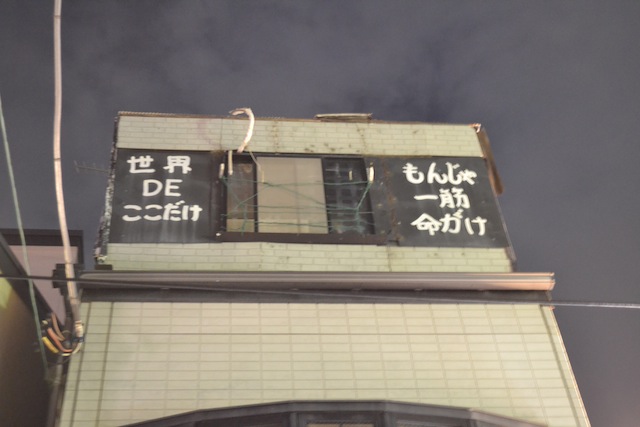 世界
DE
ここだけ
もんじゃ
一筋
命がけ